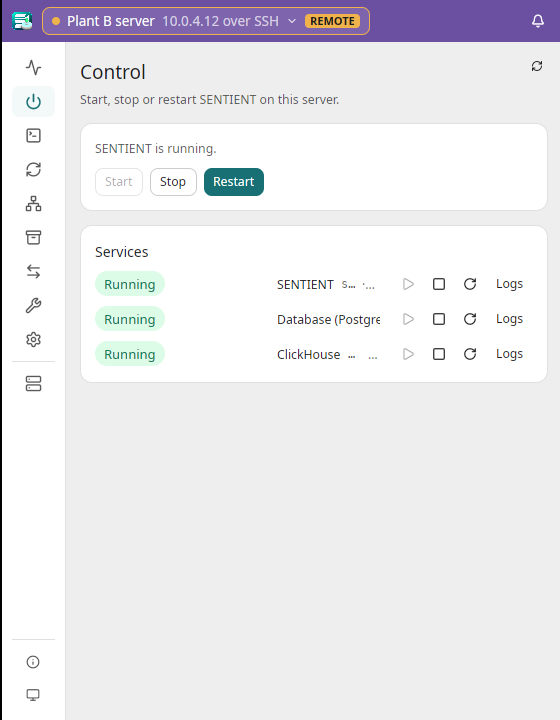 Plant B server 10.0.4.12 over SSH REMOTE
Control
Start, stop or restart SENTIENT on this server.
SENTIENT is running.
Start Stop Restart
Services
Running SENTIENT s… ·… Logs
Running Database (Postgre Logs
Running ClickHouse … … Logs